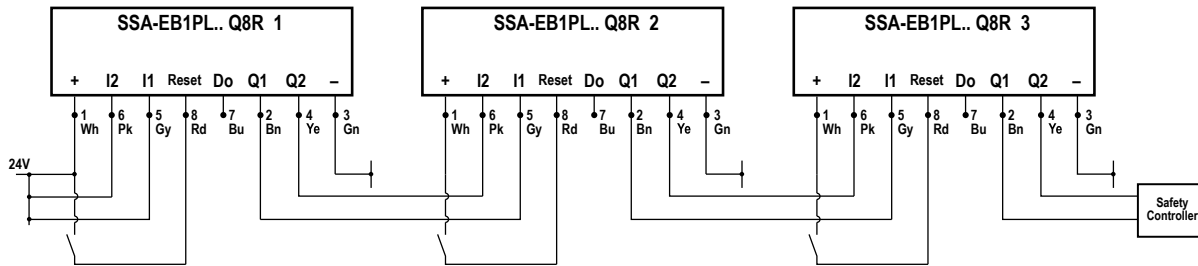 SSA-EB1PL.. Q8R 1
+ I2 I1 Reset Do Q1 Q2 –
1 6 5 8 7 2 4 3
Wh Pk Gy Rd Bu Bn Ye Gn
SSA-EB1PL.. Q8R 2
+ I2 I1 Reset Do Q1 Q2 –
1 6 5 8 7 2 4 3
Wh Pk Gy Rd Bu Bn Ye Gn
SSA-EB1PL.. Q8R 3
+ I2 I1 Reset Do Q1 Q2 –
1 6 5 8 7 2 4 3
Wh Pk Gy Rd Bu Bn Ye Gn
24V
Safety
Controller